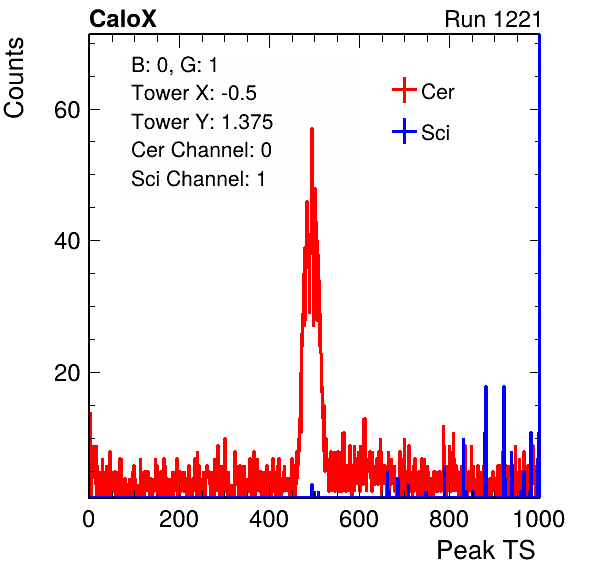 CaloX
Run 1221
Counts
B: 0, G: 1
Tower X: -0.5
Tower Y: 1.375
Cer Channel: 0
Sci Channel: 1
Cer
Sci
60
40
20
0 200 400 600 800 1000
Peak TS